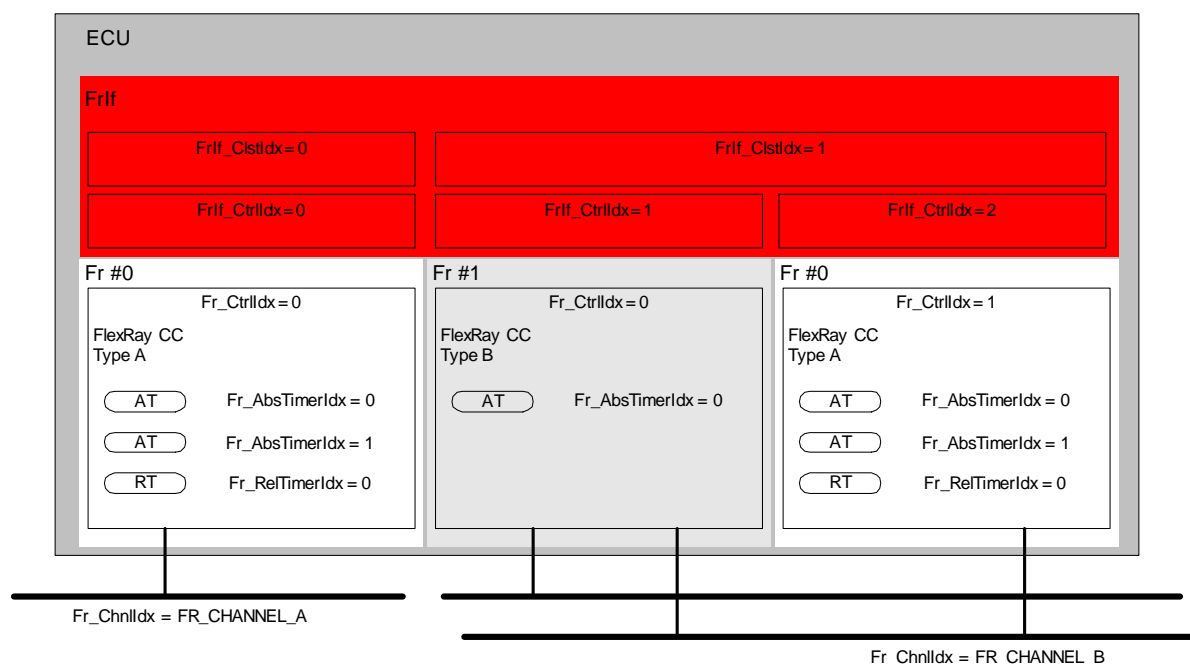 ECU
FrIf
FrIf_ClstIdx = 0
FrIf_ClstIdx = 1
FrIf_CtrlIdx = 0
FrIf_CtrlIdx = 1
FrIf_CtrlIdx = 2
Fr #0
Fr_CtrlIdx = 0
FlexRay CC
Type A
AT Fr_AbsTimerIdx = 0
AT Fr_AbsTimerIdx = 1
RT Fr_RelTimerIdx = 0
Fr #1
Fr_CtrlIdx = 0
FlexRay CC
Type B
AT Fr_AbsTimerIdx = 0
Fr #0
Fr_CtrlIdx = 1
FlexRay CC
Type A
AT Fr_AbsTimerIdx = 0
AT Fr_AbsTimerIdx = 1
RT Fr_RelTimerIdx = 0
Fr_ChnlIdx = FR_CHANNEL_A
Fr_ChnlIdx = FR_CHANNEL_B